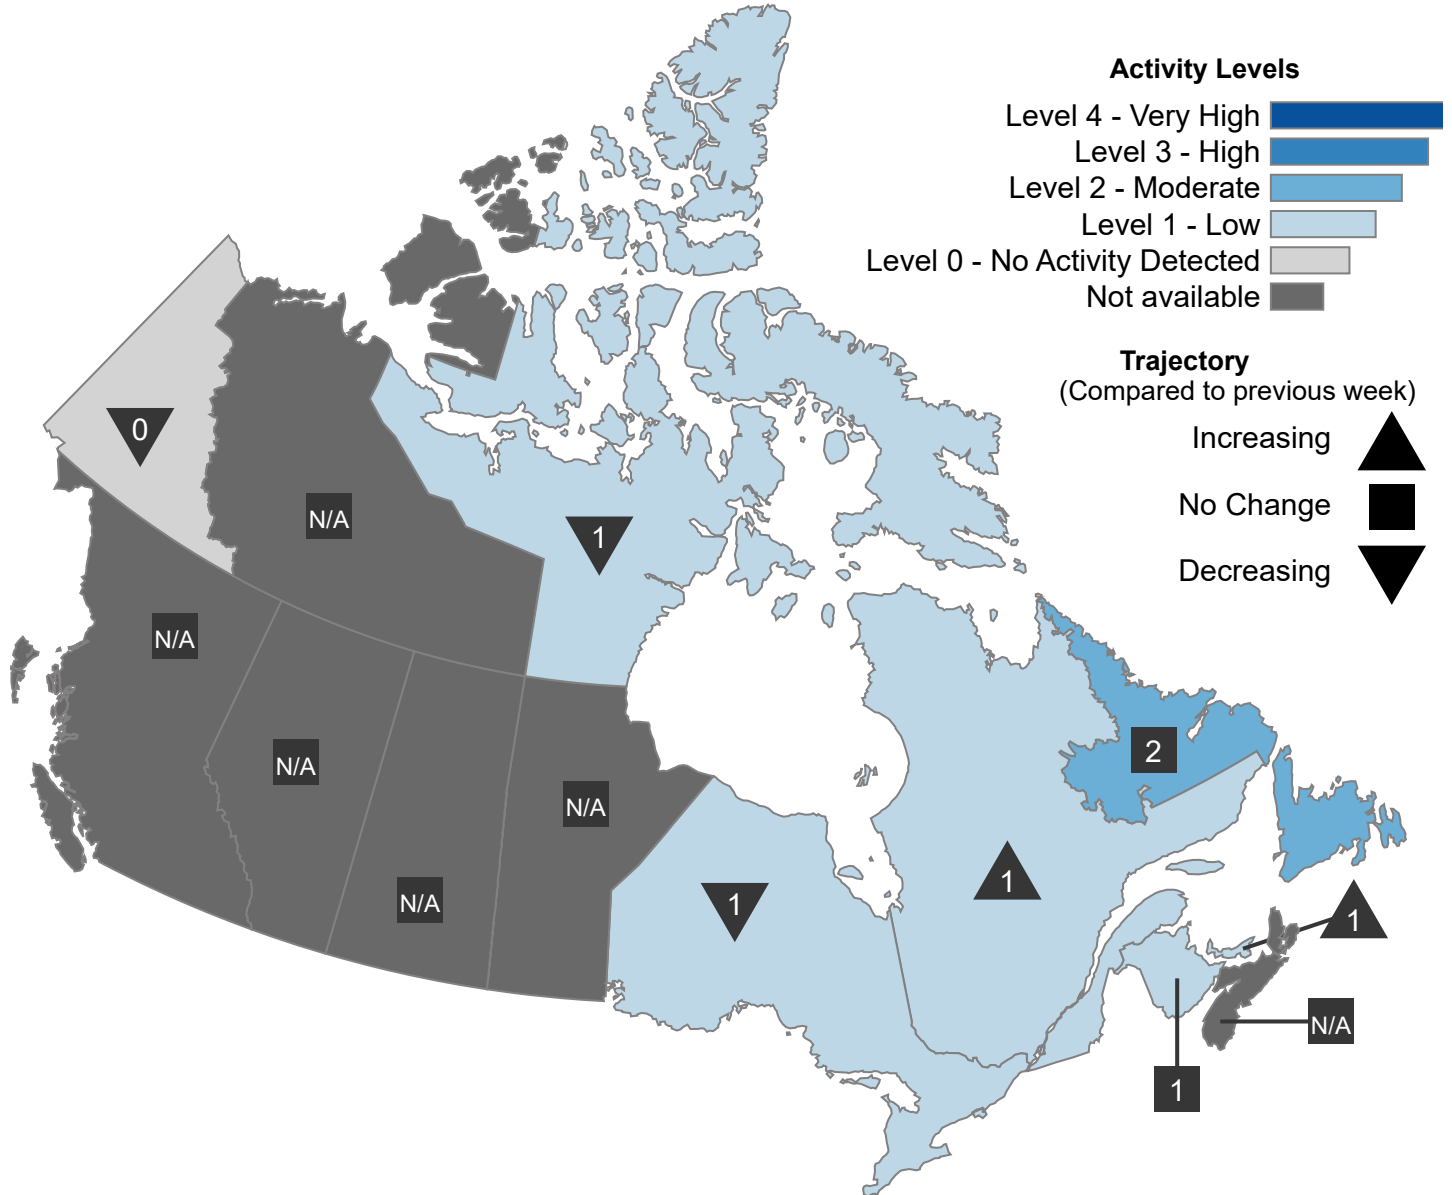 Activity Levels
Level 4 - Very High
Level 3 - High
Level 2 - Moderate
Level 1 - Low
Level 0 - No Activity Detected
Not available
Trajectory
(Compared to previous week)
Increasing
No Change
Decreasing
0
N/A
1
N/A
N/A
N/A
N/A
1
1
2
1
N/A
1